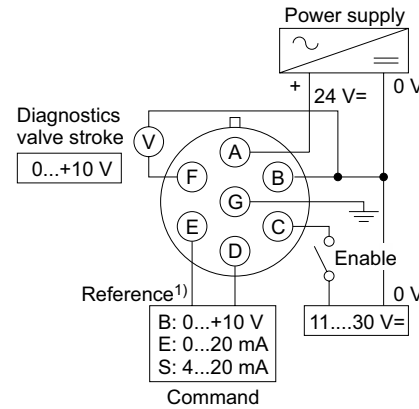 Power supply
+
24 V=
0 V
Diagnostics
valve stroke
0...+10 V
V
A
F
B
G
E
C
D
Enable
Reference1)
0 V
B: 0...+10 V
E: 0...20 mA
S: 4...20 mA
11....30 V=
Command